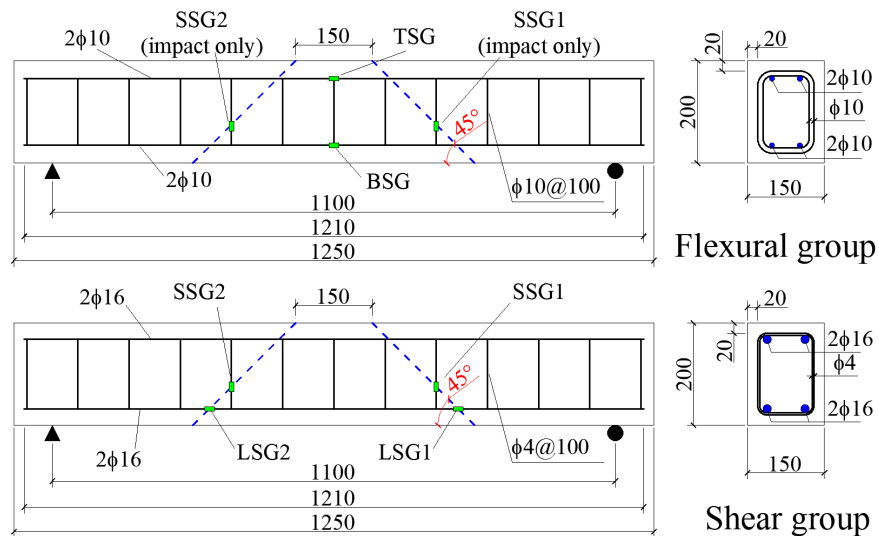 SSG2
(impact only)
150
TSG
SSG1
(impact only)
2ϕ10
20
20
2ϕ10
ϕ10
2ϕ10
200
150
45°
2ϕ10
BSG
ϕ10@100
1100
1210
1250
Flexural group
2ϕ16
SSG2
150
SSG1
20
20
2ϕ16
ϕ4
2ϕ16
200
150
45°
2ϕ16
LSG2
LSG1
ϕ4@100
1100
1210
1250
Shear group